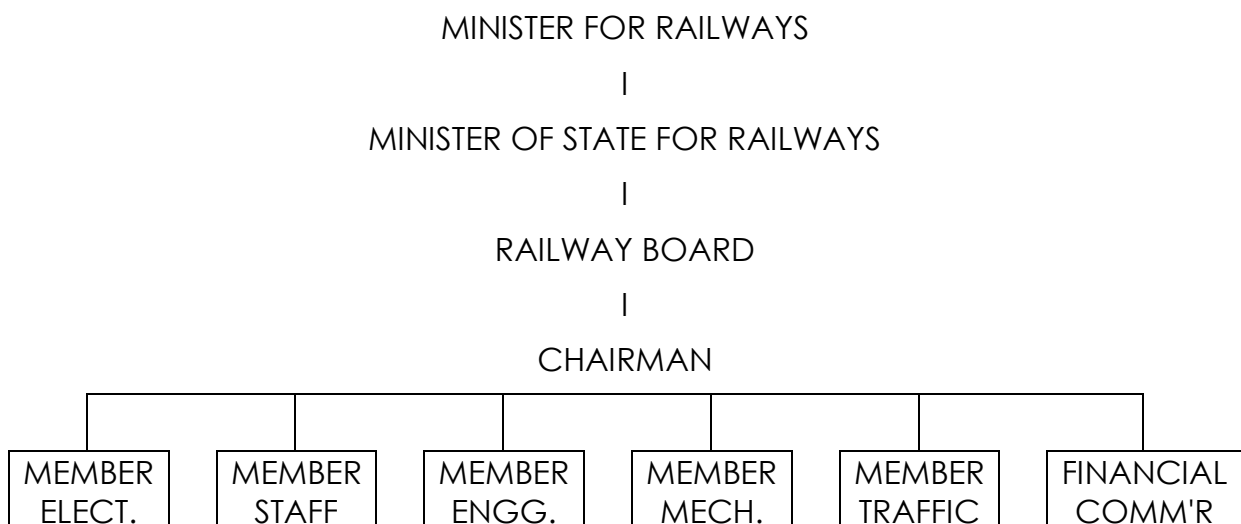 MINISTER FOR RAILWAYS
|
MINISTER OF STATE FOR RAILWAYS
|
RAILWAY BOARD
|
CHAIRMAN
MEMBER ELECT.
MEMBER STAFF
MEMBER ENGG.
MEMBER MECH.
MEMBER TRAFFIC
FINANCIAL COMM'R